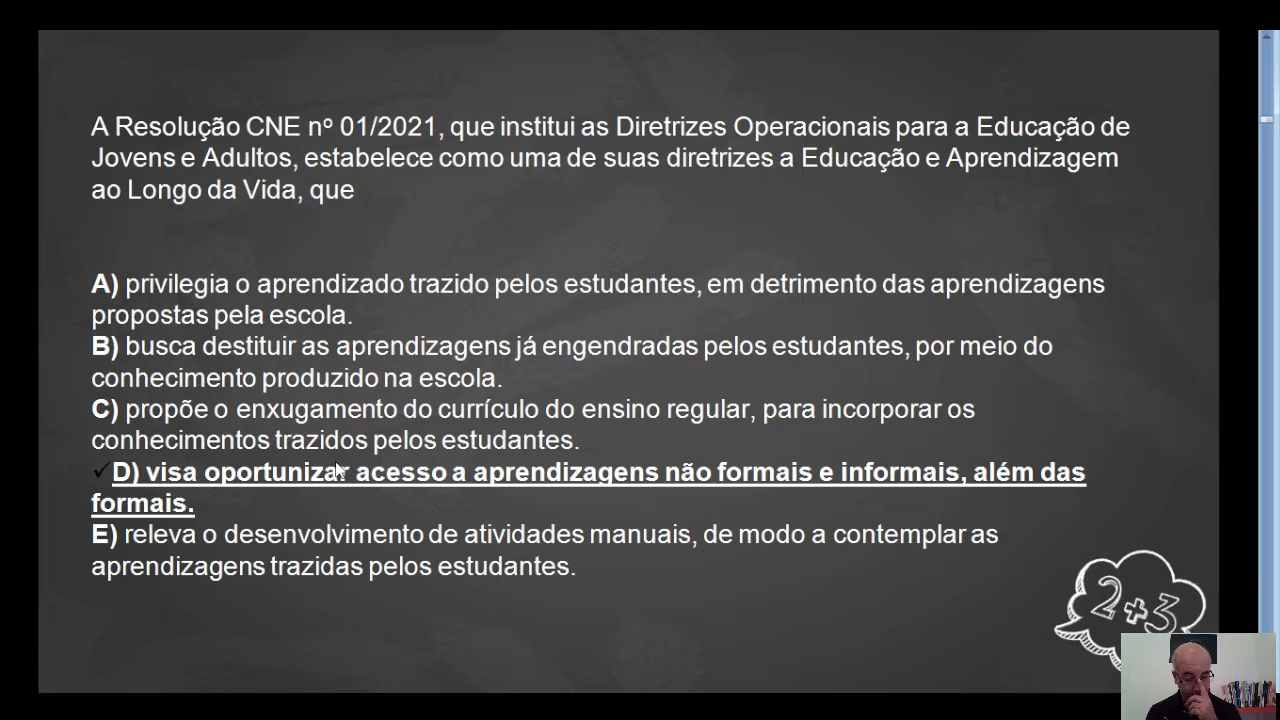 A Resolução CNE nº 01/2021, que institui as Diretrizes Operacionais para a Educação de
Jovens e Adultos, estabelece como uma de suas diretrizes a Educação e Aprendizagem
ao Longo da Vida, que
A) privilegia o aprendizado trazido pelos estudantes, em detrimento das aprendizagens
propostas pela escola.
B) busca destituir as aprendizagens já engendradas pelos estudantes, por meio do
conhecimento produzido na escola.
C) propõe o enxugamento do currículo do ensino regular, para incorporar os
conhecimentos trazidos pelos estudantes.
✓D) visa oportunizar acesso a aprendizagens não formais e informais, além das
formais.
E) releva o desenvolvimento de atividades manuais, de modo a contemplar as
aprendizagens trazidas pelos estudantes.
2+3